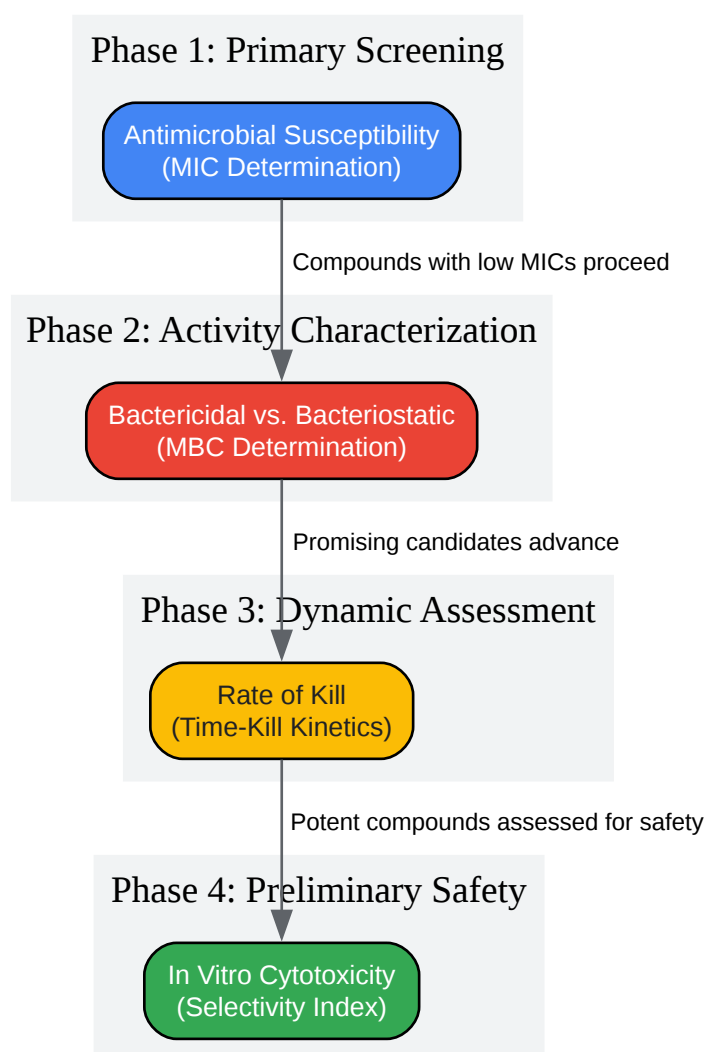 Phase 1: Primary Screening
Antimicrobial Susceptibility
(MIC Determination)
Compounds with low MICs proceed
Phase 2: Activity Characterization
Bactericidal vs. Bacteriostatic
(MBC Determination)
Promising candidates advance
Phase 3: Dynamic Assessment
Rate of Kill
(Time-Kill Kinetics)
Potent compounds assessed for safety
Phase 4: Preliminary Safety
In Vitro Cytotoxicity
(Selectivity Index)